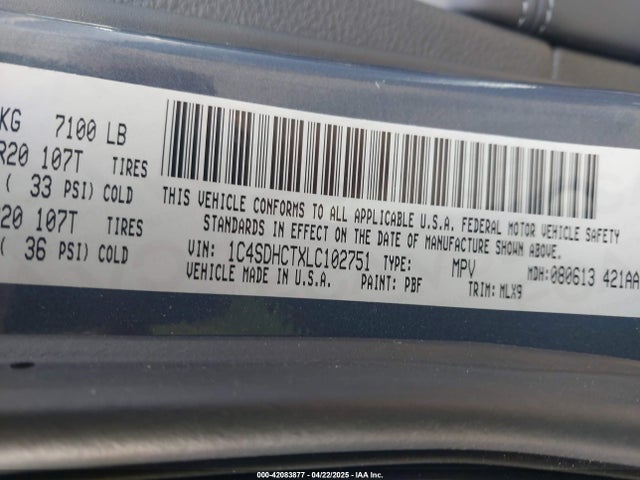 KG 7100 LB
R20 107T TIRES
( 33 PSI) COLD
R20 107T TIRES
( 36 PSI) COLD
THIS VEHICLE CONFORMS TO ALL APPLICABLE U.S.A. FEDERAL MOTOR VEHICLE SAFETY
STANDARDS IN EFFECT ON THE DATE OF MANUFACTURE SHOWN ABOVE.
VIN: 1C4SDHCTXLC102751 TYPE: MPV MDH: 080613 421AA
VEHICLE MADE IN U.S.A. PAINT: PBF TRIM: MLX9
000-42083877 - 04/22/2025 - IAA Inc.